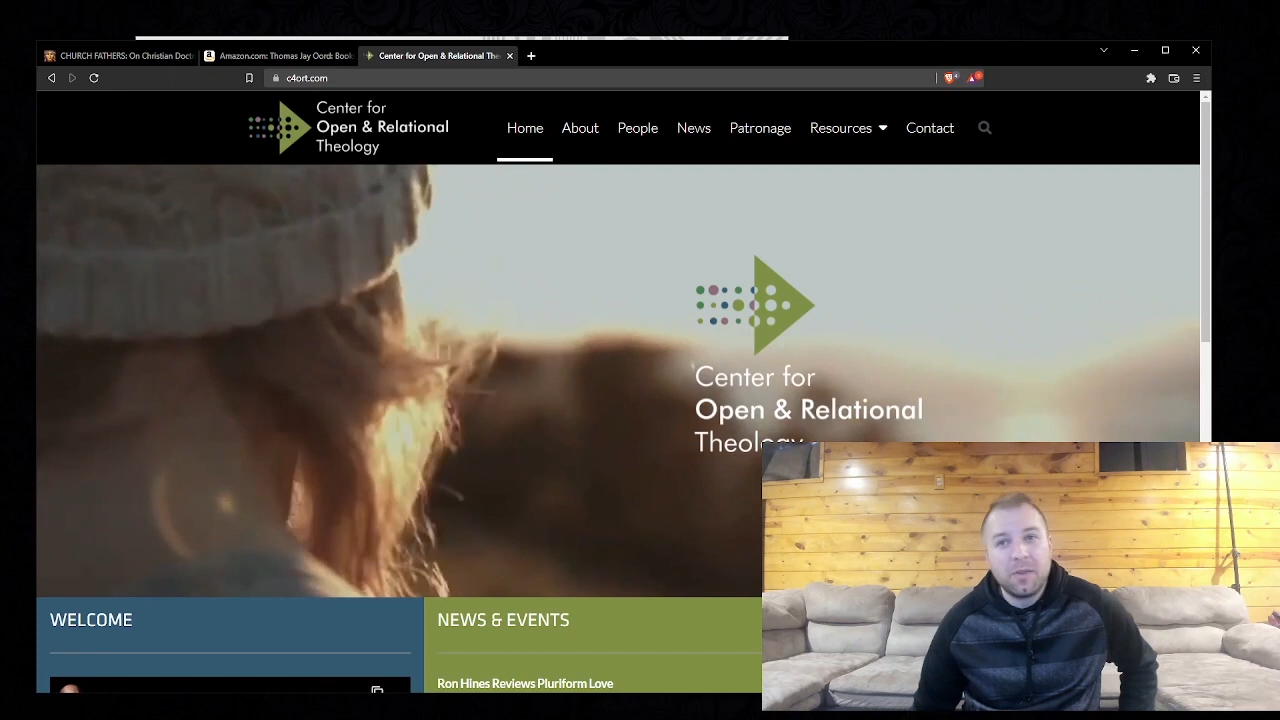 CHURCH FATHERS: On Christian Doct
Amazon.com: Thomas Jay Oord: Book
Center for Open & Relational The
c4ort.com
Center for
Open & Relational
Theology
Home About People News Patronage Resources Contact
Center for
Open & Relational
Theology
WELCOME
NEWS & EVENTS
Ron Hines Reviews Pluriform Love